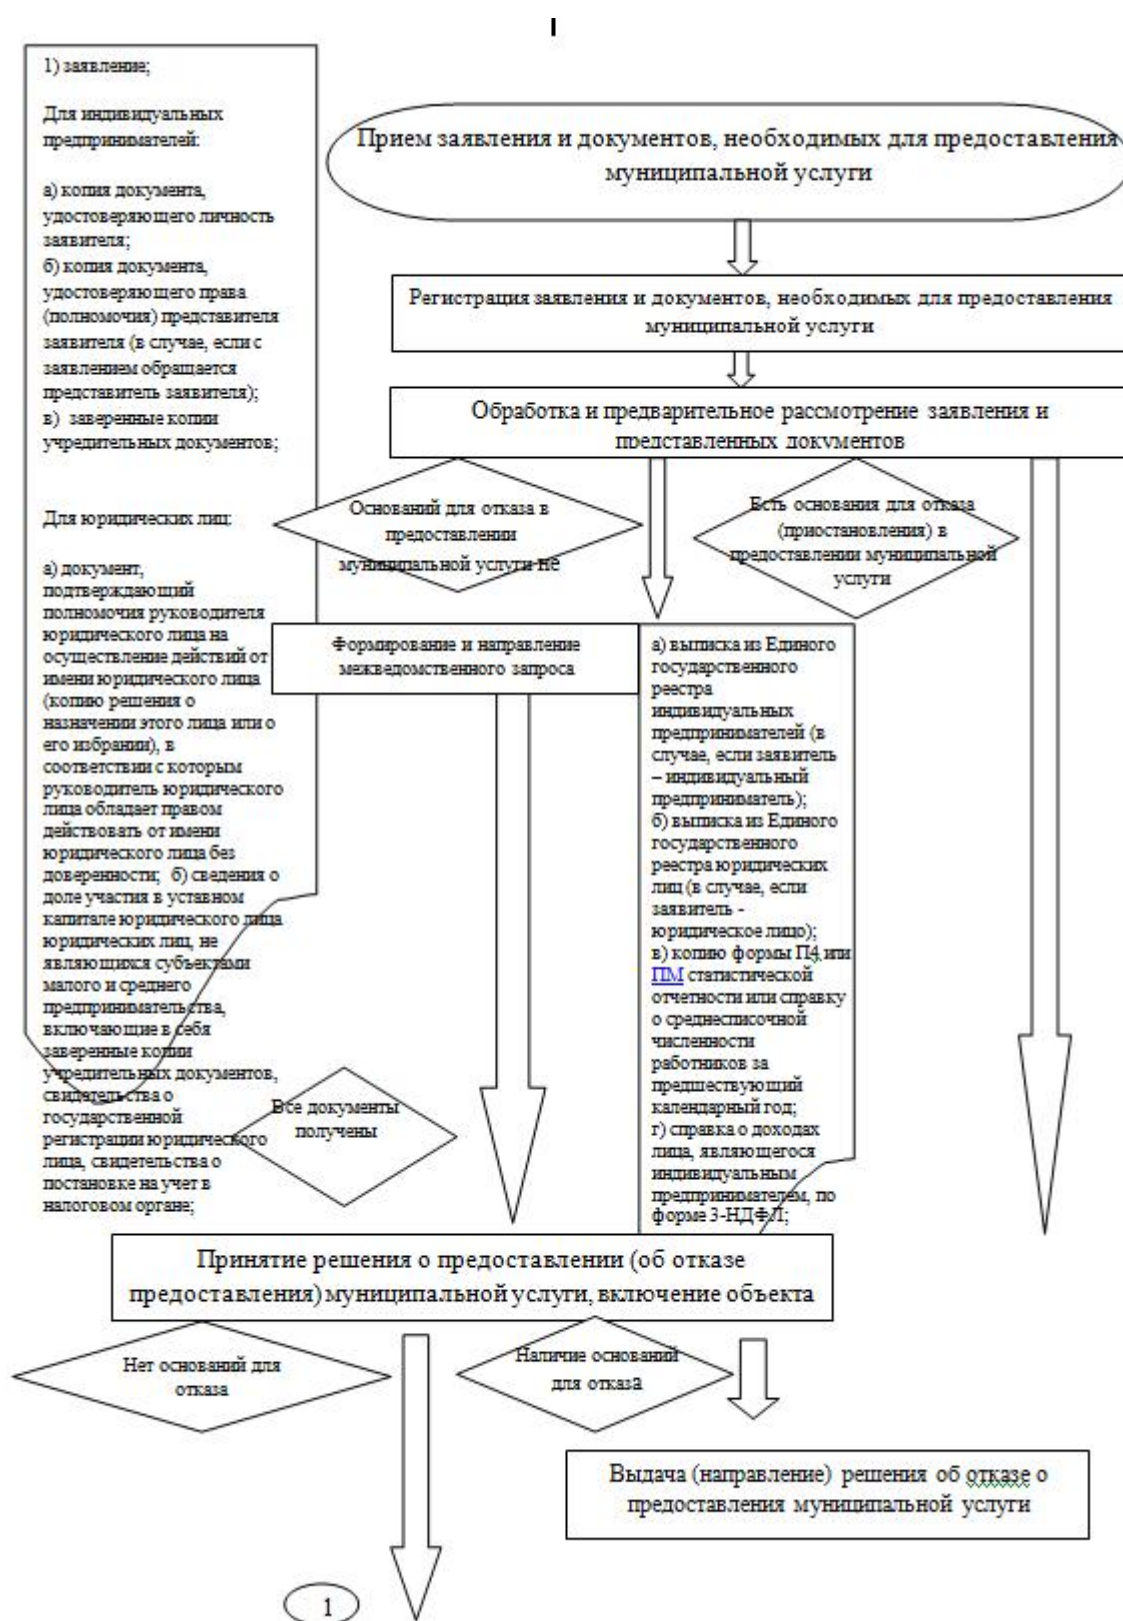 1) заявление;
Для индивидуальных
предпринимателей:
а) копия документа,
удостоверяющего личность
заявителя;
б) копия документа,
удостоверяющего права
(полномочия) представителя
заявителя (в случае, если с
заявлением обращается
представитель заявителя);
в) заверенные копии
учредительных документов;
Для юридических лиц:
а) документ,
подтверждающий
полномочия руководителя
юридического лица на
осуществление действий от
имени юридического лица
(копию решения о
назначении этого лица или о
его избрании), в
соответствии с которым
руководитель юридического
лица обладает правом
действовать от имени
юридического лица без
доверенности; б) сведения о
доле участия в уставном
капитале юридического лица
юридических лиц, не
являющихся субъектами
малого и среднего
предпринимательства,
включающие в себя
заверенные копии
учредительных документов,
свидетельства о
государственной
регистрации юридического
лица, свидетельства о
постановке на учет в
налоговом органе;
Прием заявления и документов, необходимых для предоставления
муниципальной услуги
Регистрация заявления и документов, необходимых для предоставления
муниципальной услуги
Обработка и предварительное рассмотрение заявления и
представленных документов
Оснований для отказа в
предоставлении
муниципальной услуги не
Есть основания для отказа
(приостановления) в
предоставлении муниципальной
услуги
Формирование и направление
межведомственного запроса
а) выписка из Единого
государственного
реестра
индивидуальных
предпринимателей (в
случае, если заявитель
– индивидуальный
предприниматель);
б) выписка из Единого
государственного
реестра юридических
лиц (в случае, если
заявитель -
юридическое лицо);
в) копию формы П4 или
ПМ статистической
отчетности или справку
о среднесписочной
численности
работников за
предшествующий
календарный год;
г) справка о доходах
лица, являющегося
индивидуальным
предпринимателем, по
форме 3-НДФЛ;
Все документы
получены
Принятие решения о предоставлении (об отказе
предоставления) муниципальной услуги, включение объекта
Нет оснований для
отказа
Наличие оснований
для отказа
Выдача (направление) решения об отказе о
предоставления муниципальной услуги
1